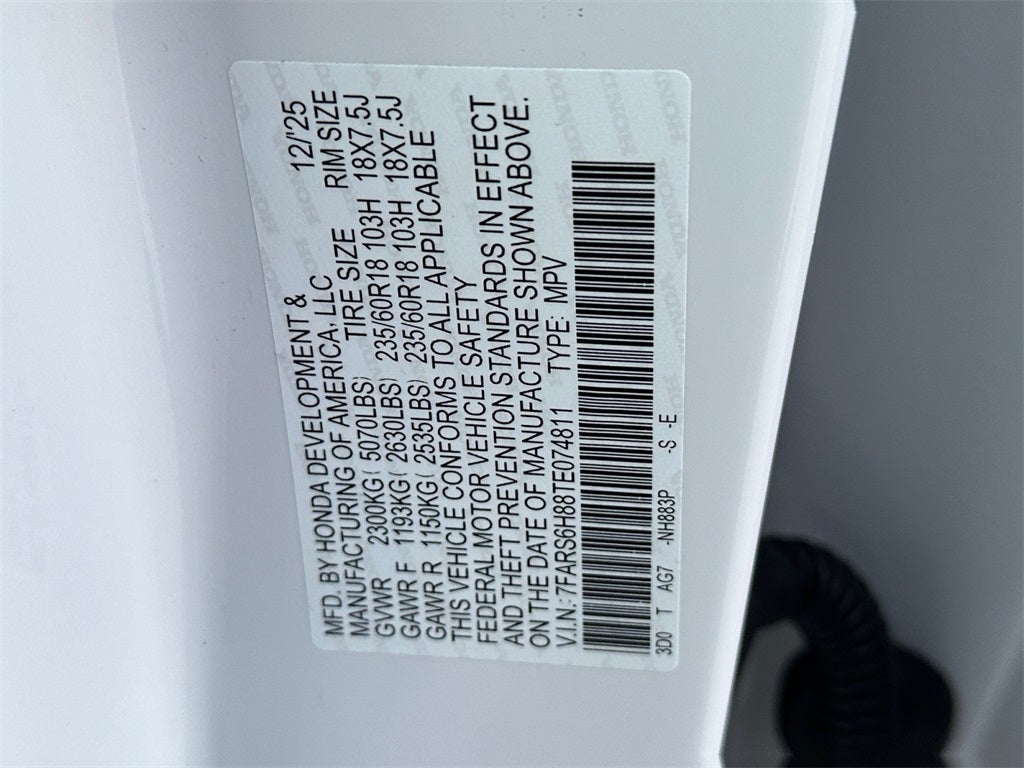 MFD. BY HONDA DEVELOPMENT & 12/'25
MANUFACTURING OF AMERICA, LLC TIRE SIZE RIM SIZE
GVWR 2300KG( 5070LBS) 235/60R18 103H 18X7.5J
GAWR F 1193KG( 2630LBS) 235/60R18 103H 18X7.5J
GAWR R 1150KG( 2535LBS)
THIS VEHICLE CONFORMS TO ALL APPLICABLE
FEDERAL MOTOR VEHICLE SAFETY
AND THEFT PREVENTION STANDARDS IN EFFECT
ON THE DATE OF MANUFACTURE SHOWN ABOVE.
V.I.N.:7FARS6H88TE074811 TYPE: MPV
3D0 T AG7 -NH883P -S -E